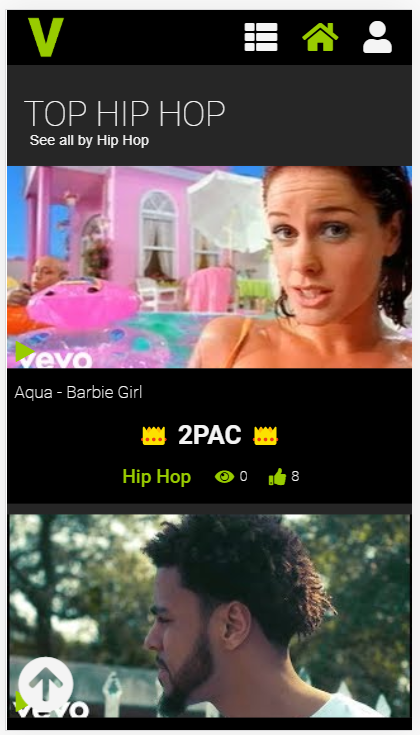 V
TOP HIP HOP
See all by Hip Hop
vevo
Aqua - Barbie Girl
2PAC
Hip Hop 0 8
vevo